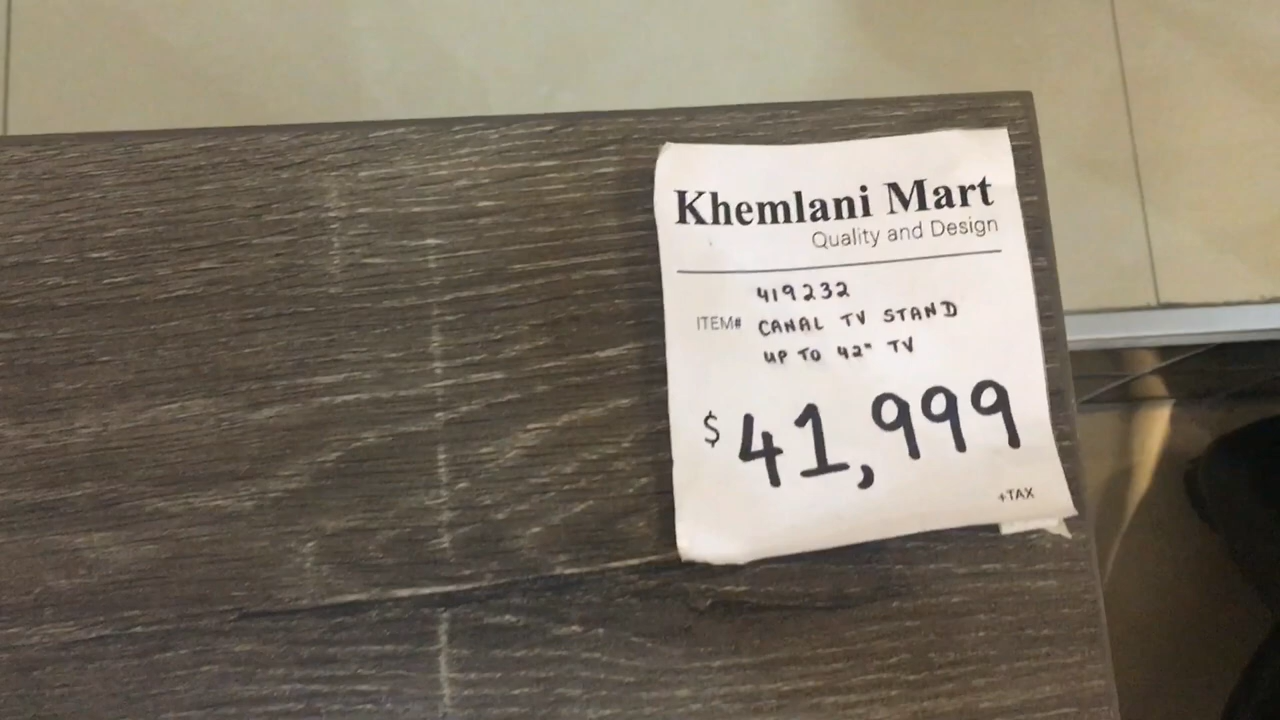 Khemlani Mart
Quality and Design
419232
ITEM# CANAL TV STAND
UP TO 42" TV
$41,999
+TAX